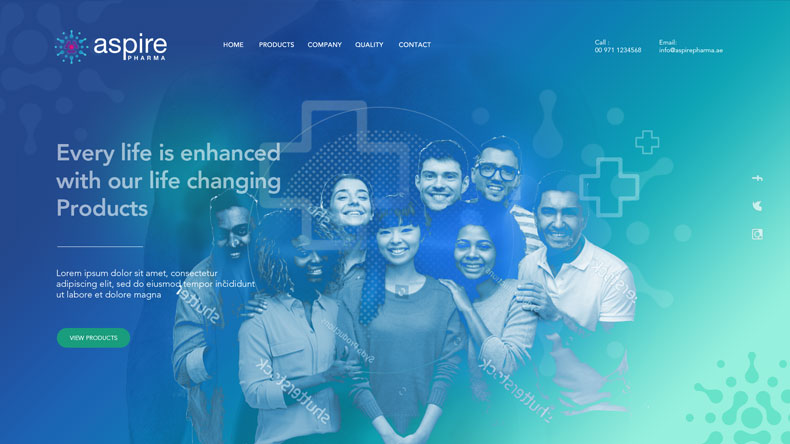 aspire
PHARMA
HOME PRODUCTS COMPANY QUALITY CONTACT
Call :
00 971 1234568
Email:
info@aspirepharma.ae
Every life is enhanced
with our life changing
Products
Lorem ipsum dolor sit amet, consectetur
adipiscing elit, sed do eiusmod tempor incididunt
ut labore et dolore magna
VIEW PRODUCTS
shutterstock
shutterstock
shutterstock
shutterstock
shutterstock